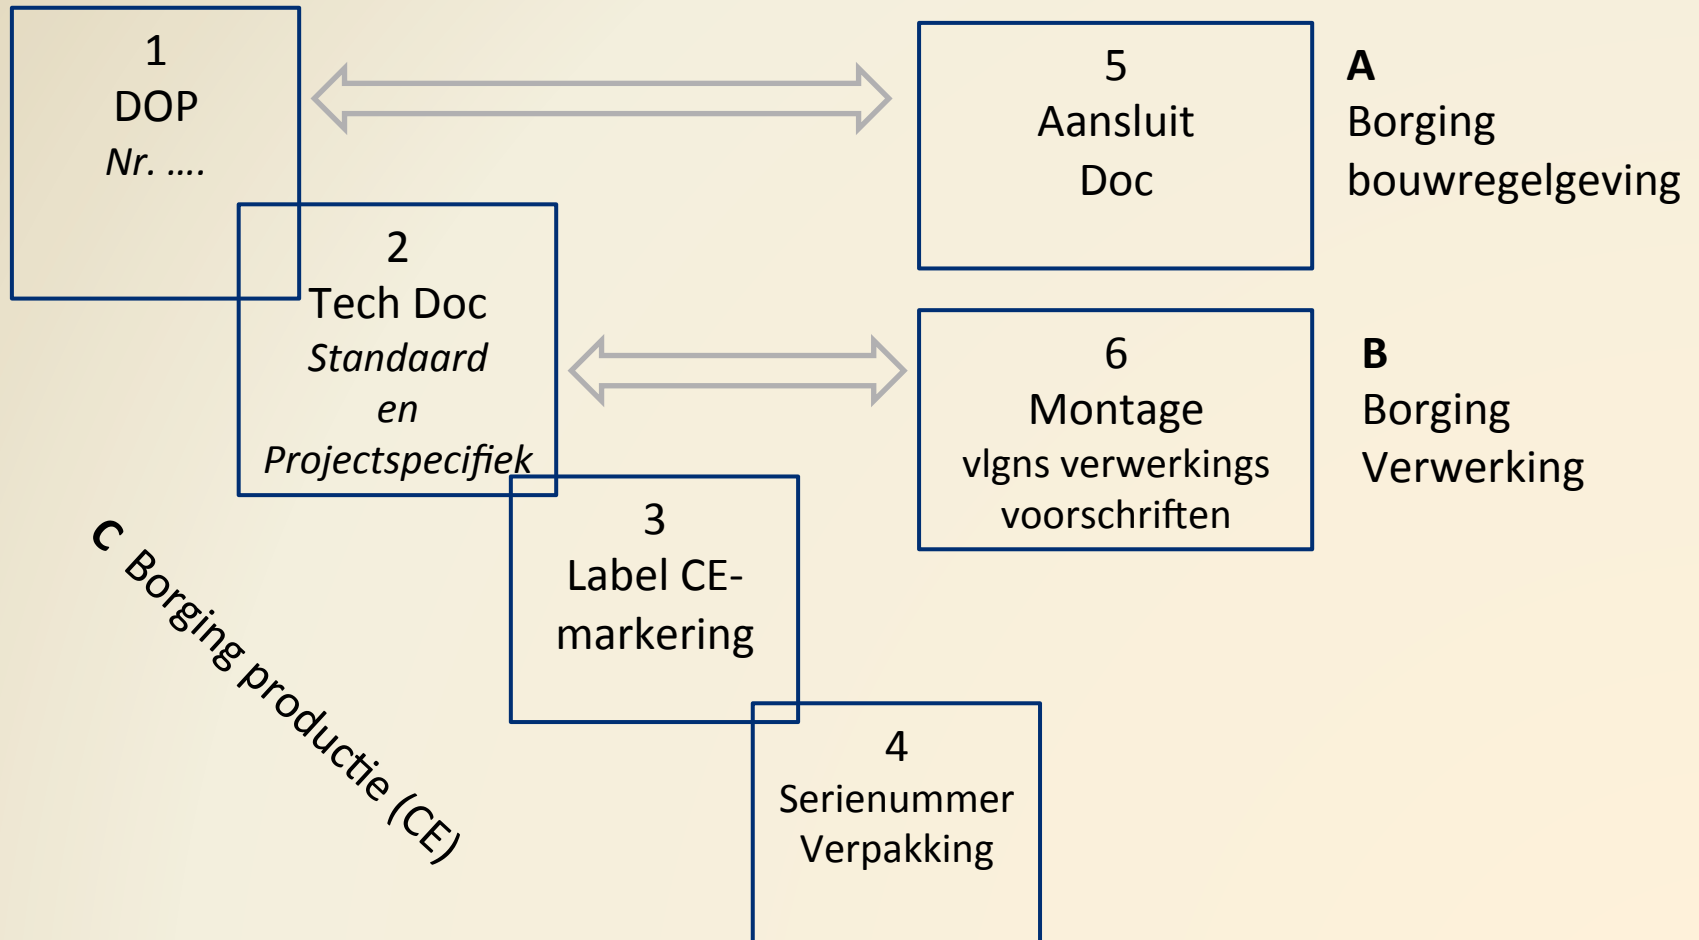 1
DOP
Nr. ....
2
Tech Doc
Standaard
en
Projectspecifiek
3
Label CE-
markering
4
Serienummer
Verpakking
5
Aansluit
Doc
A
Borging
bouwregelgeving
6
Montage
vlgns verwerkings
voorschriften
B
Borging
Verwerking
C Borging productie (CE)